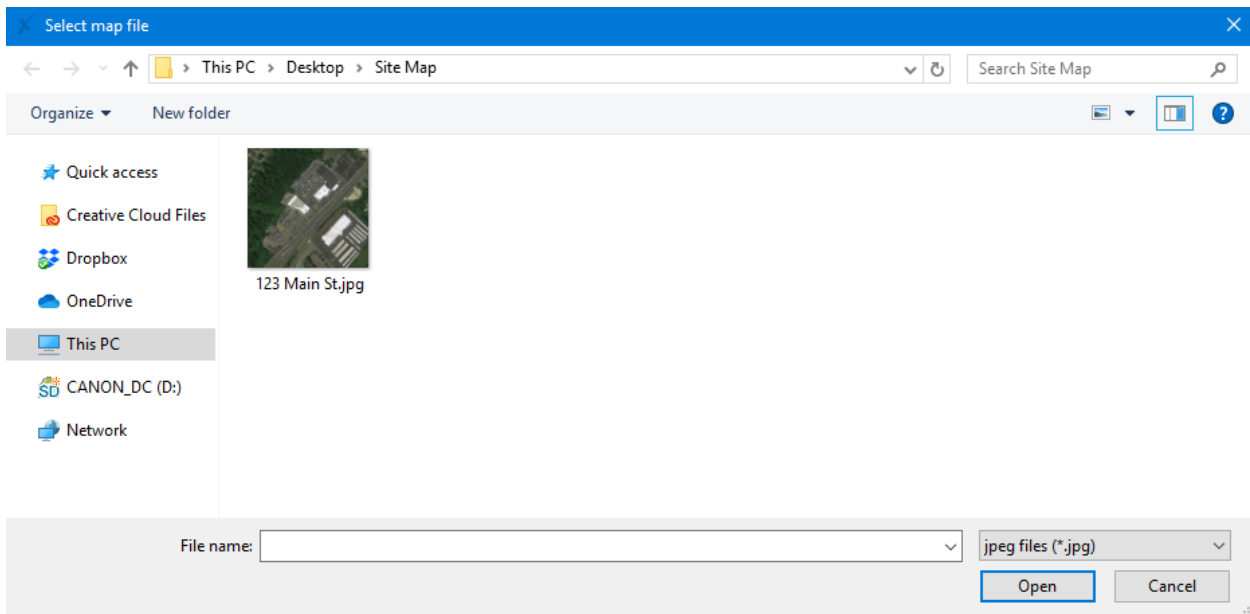 Select map file
This PC > Desktop > Site Map
Search Site Map
Organize
New folder
?
Quick access
Creative Cloud Files
Dropbox
OneDrive
This PC
SD CANON_DC (D:)
Network
123 Main St.jpg
File name:
jpeg files (*.jpg)
Open
Cancel